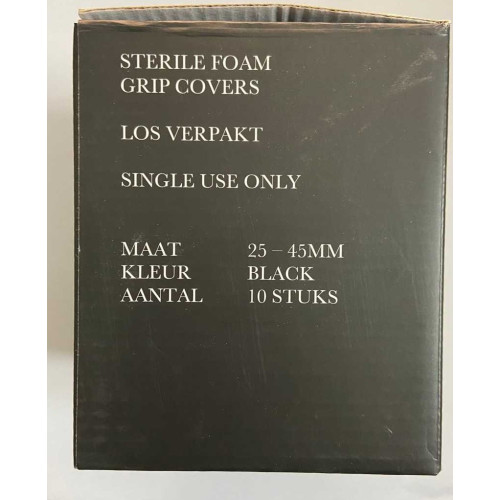 STERILE FOAM
GRIP COVERS
LOS VERPAKT
SINGLE USE ONLY
MAAT 25 – 45MM
KLEUR BLACK
AANTAL 10 STUKS